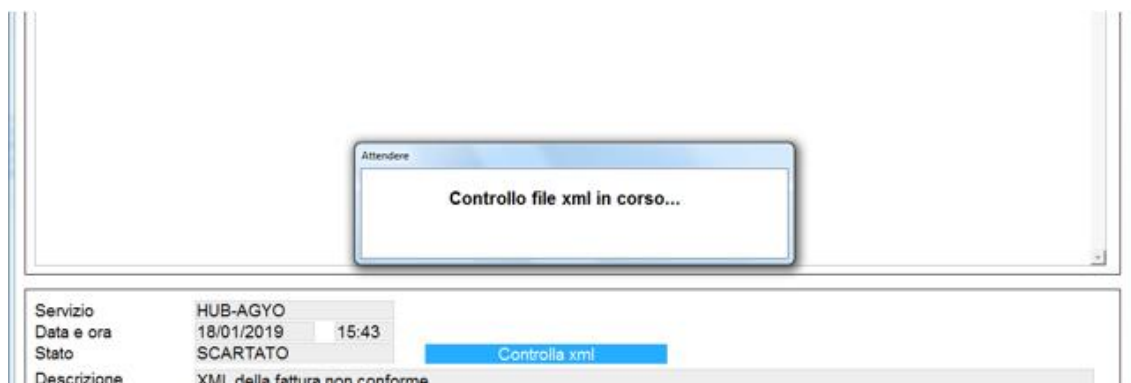 Attendere
Controllo file xml in corso...
Servizio HUB-AGYO
Data e ora 18/01/2019 15:43
Stato SCARTATO Controlla xml
Descrizione XML della fattura non conforme